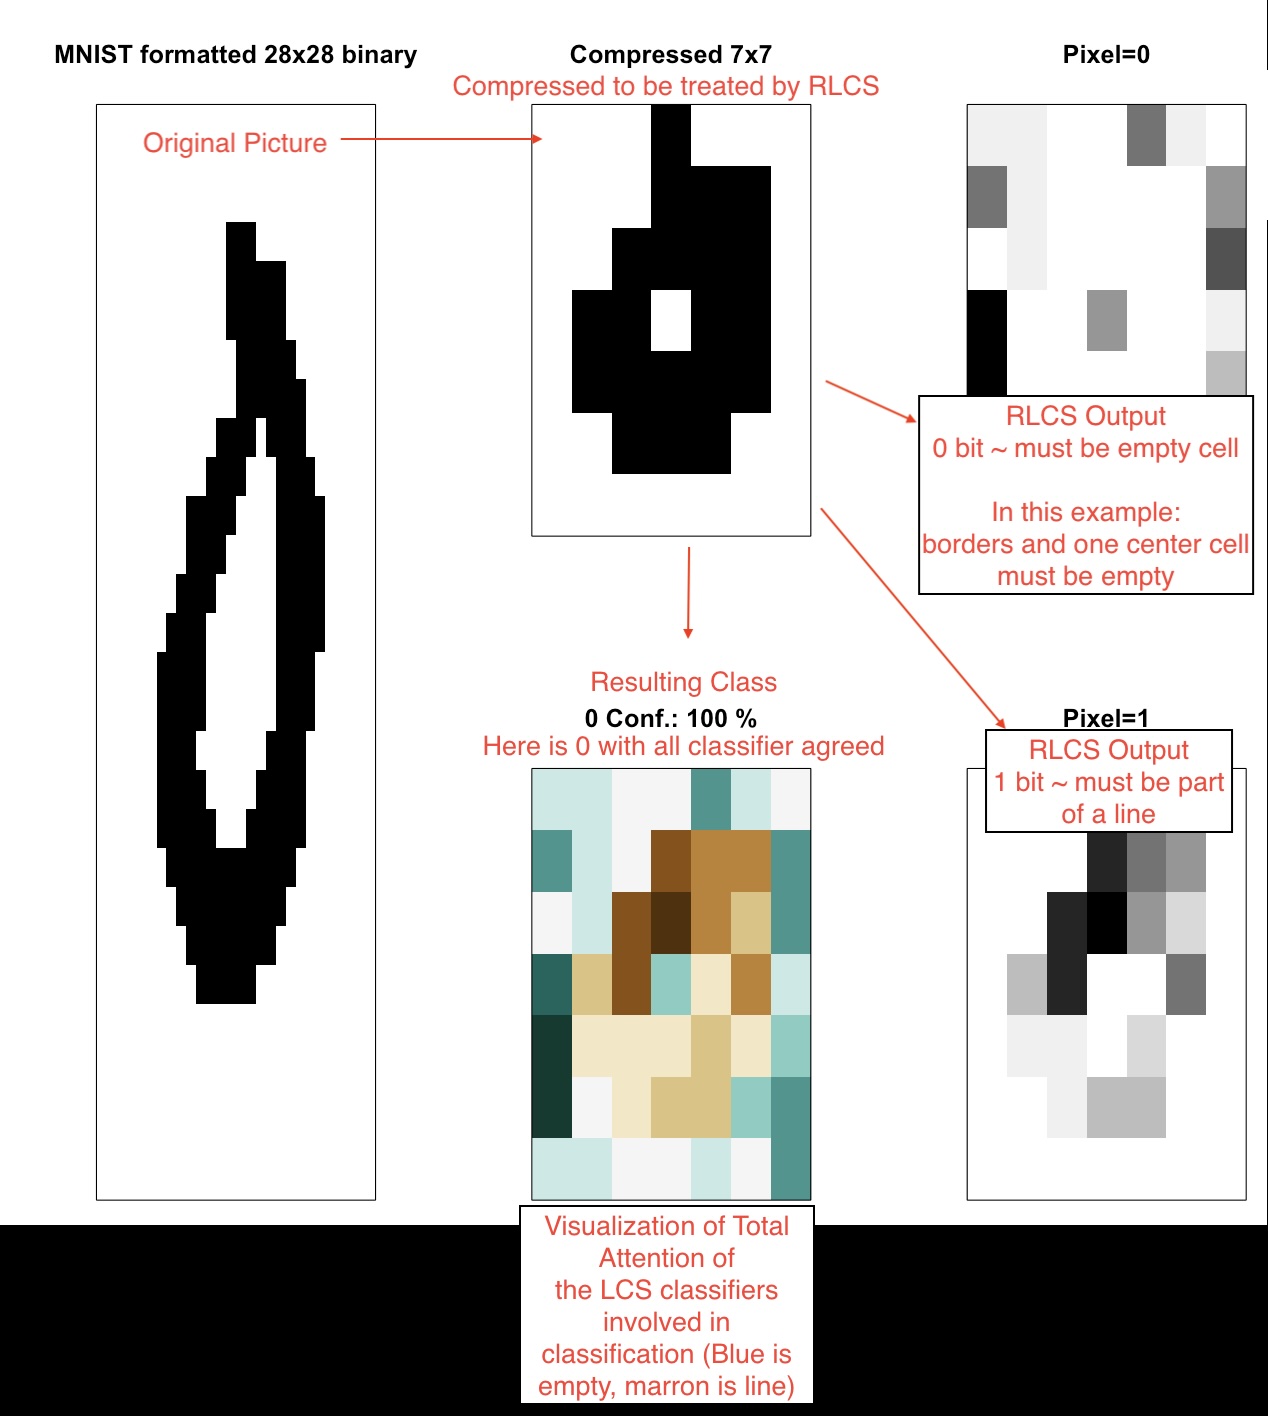 MNIST formatted 28x28 binary
Original Picture
Compressed 7x7
Compressed to be treated by RLCS
Pixel=0
RLCS Output
0 bit ~ must be empty cell
In this example:
borders and one center cell
must be empty
Resulting Class
0 Conf.: 100 %
Here is 0 with all classifier agreed
Pixel=1
RLCS Output
1 bit ~ must be part
of a line
Visualization of Total
Attention of
the LCS classifiers
involved in
classification (Blue is
empty, marron is line)